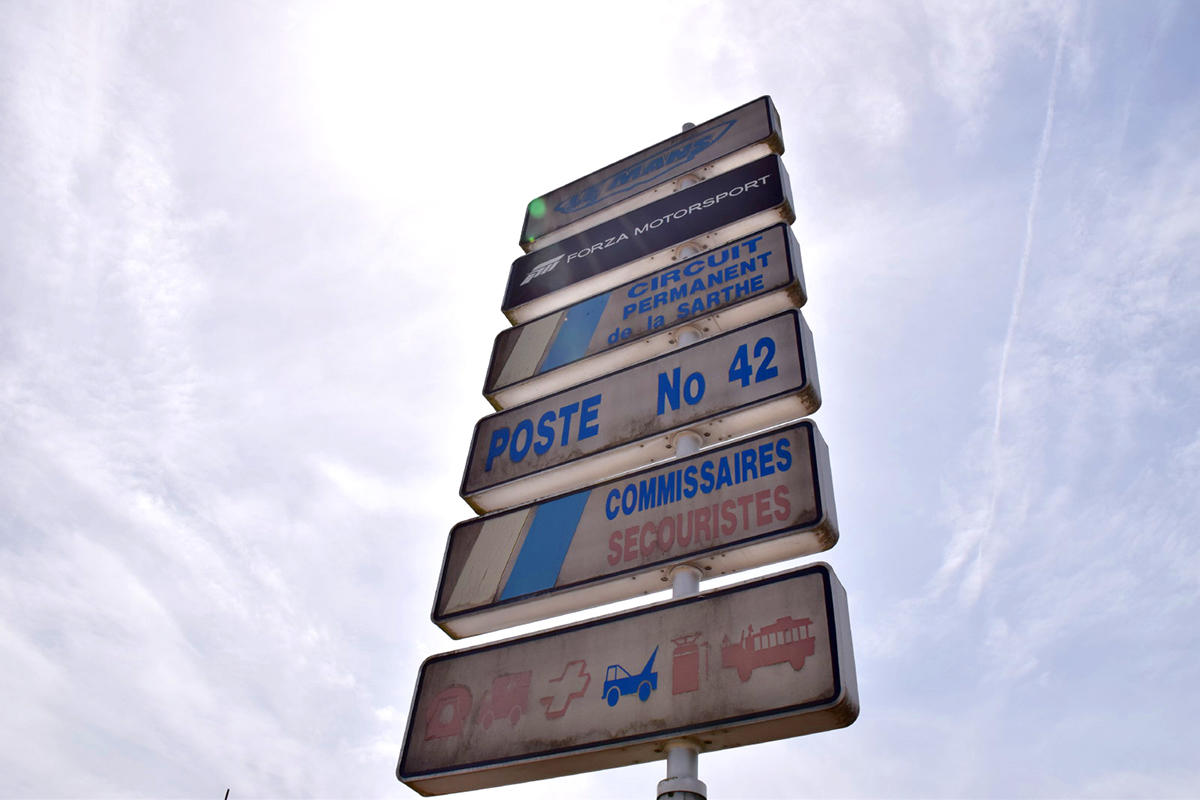 LE MANS
FORZA MOTORSPORT
CIRCUIT
PERMANENT
de la SARTHE
POSTE No 42
COMMISSAIRES
SECOURISTES